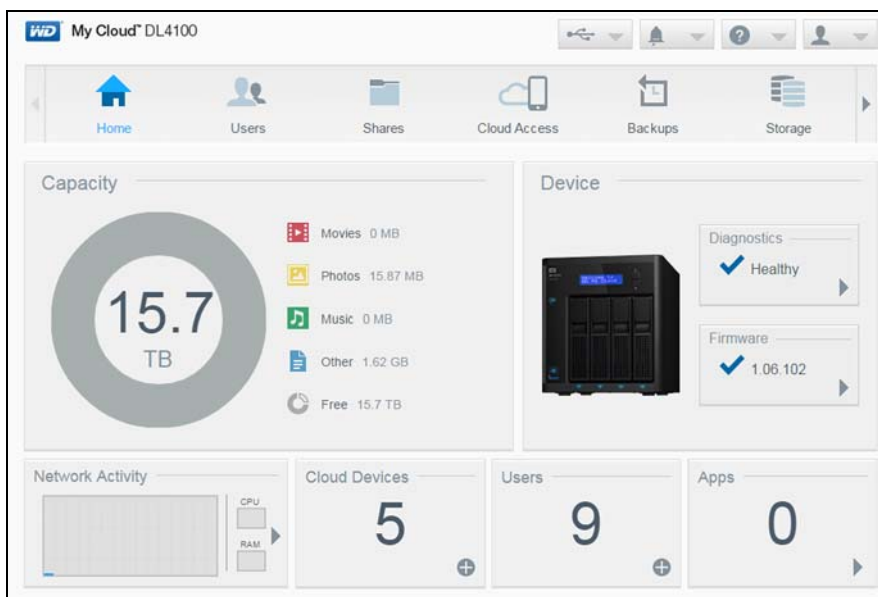 WD My Cloud™ DL4100
Home
Users
Shares
Cloud Access
Backups
Storage
Capacity
15.7
TB
Movies 0 MB
Photos 15.87 MB
Music 0 MB
Other 1.62 GB
Free 15.7 TB
Device
Diagnostics
Healthy
Firmware
1.06.102
Network Activity
CPU
RAM
Cloud Devices
5
Users
9
Apps
0